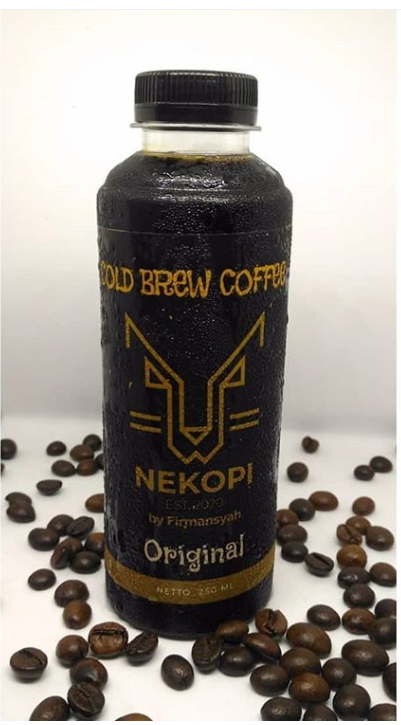 COLD BREW COFFEE
NEKOPI
EST. 2020
by Firmansyah
Original
NETTO. 250 ML